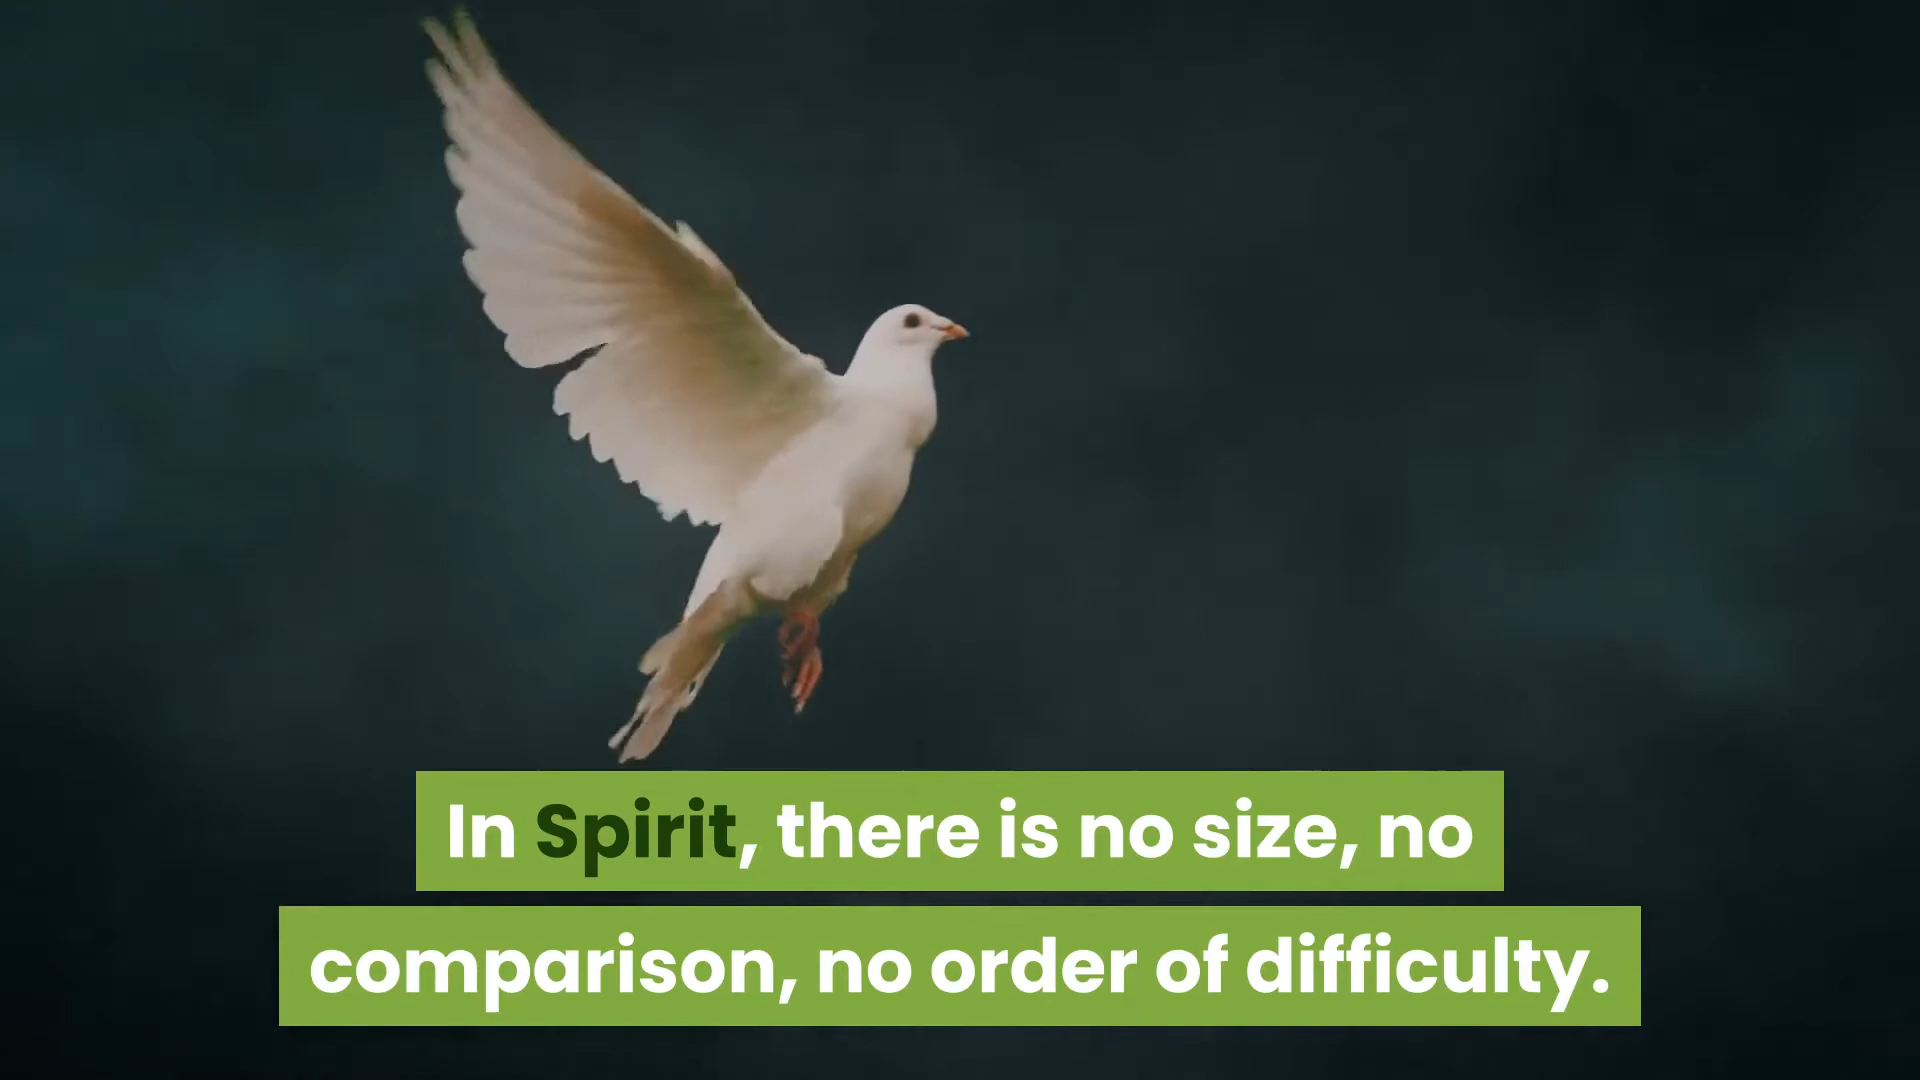 In Spirit, there is no size, no
comparison, no order of difficulty.